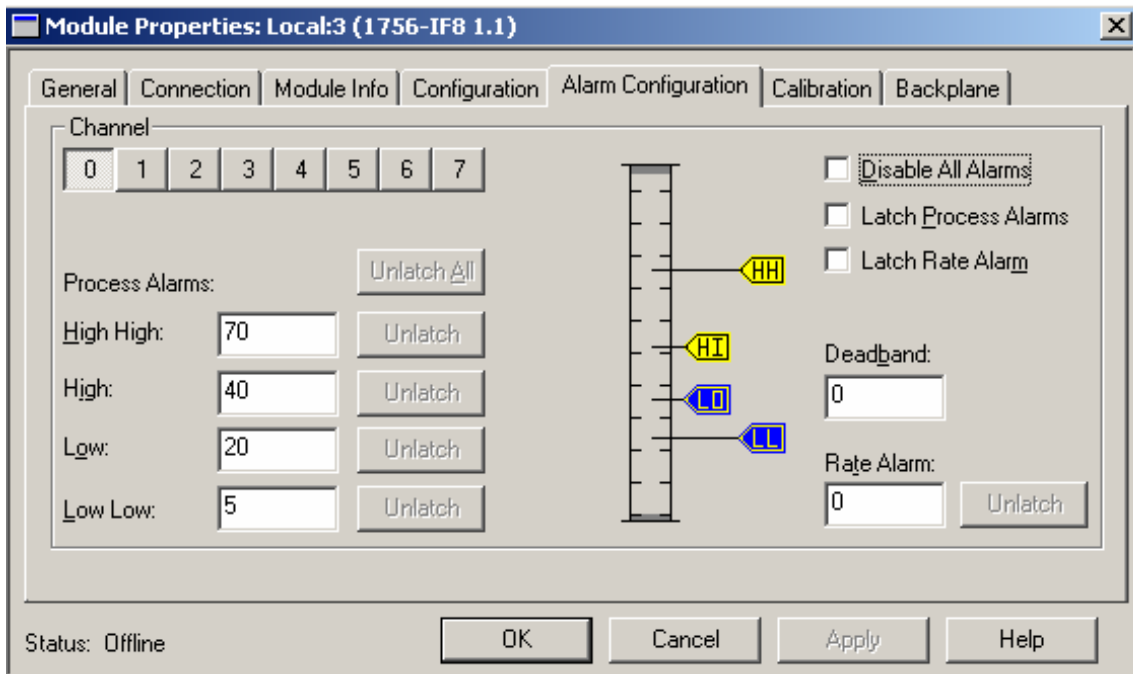 Module Properties: Local:3 (1756-IF8 1.1)
General Connection Module Info Configuration Alarm Configuration Calibration Backplane
Channel
0 1 2 3 4 5 6 7
Process Alarms:
Unlatch All
High High:
70
Unlatch
High:
40
Unlatch
Low:
20
Unlatch
Low Low:
5
Unlatch
HH
HI
LO
LL
Disable All Alarms
Latch Process Alarms
Latch Rate Alarm
Deadband:
0
Rate Alarm:
0
Unlatch
Status: Offline
OK
Cancel
Apply
Help